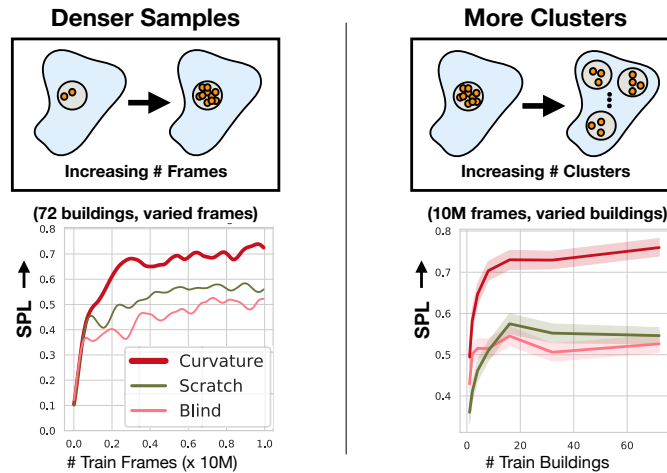 Denser Samples
Increasing # Frames
(72 buildings, varied frames)
0.8
0.7
0.6
0.5
0.4
0.3
0.2
0.1
0.0
SPL
Curvature
Scratch
Blind
0.0 0.2 0.4 0.6 0.8 1.0
# Train Frames (x 10M)
More Clusters
Increasing # Clusters
(10M frames, varied buildings)
0.8
0.7
0.6
0.5
0.4
SPL
0 20 40 60
# Train Buildings